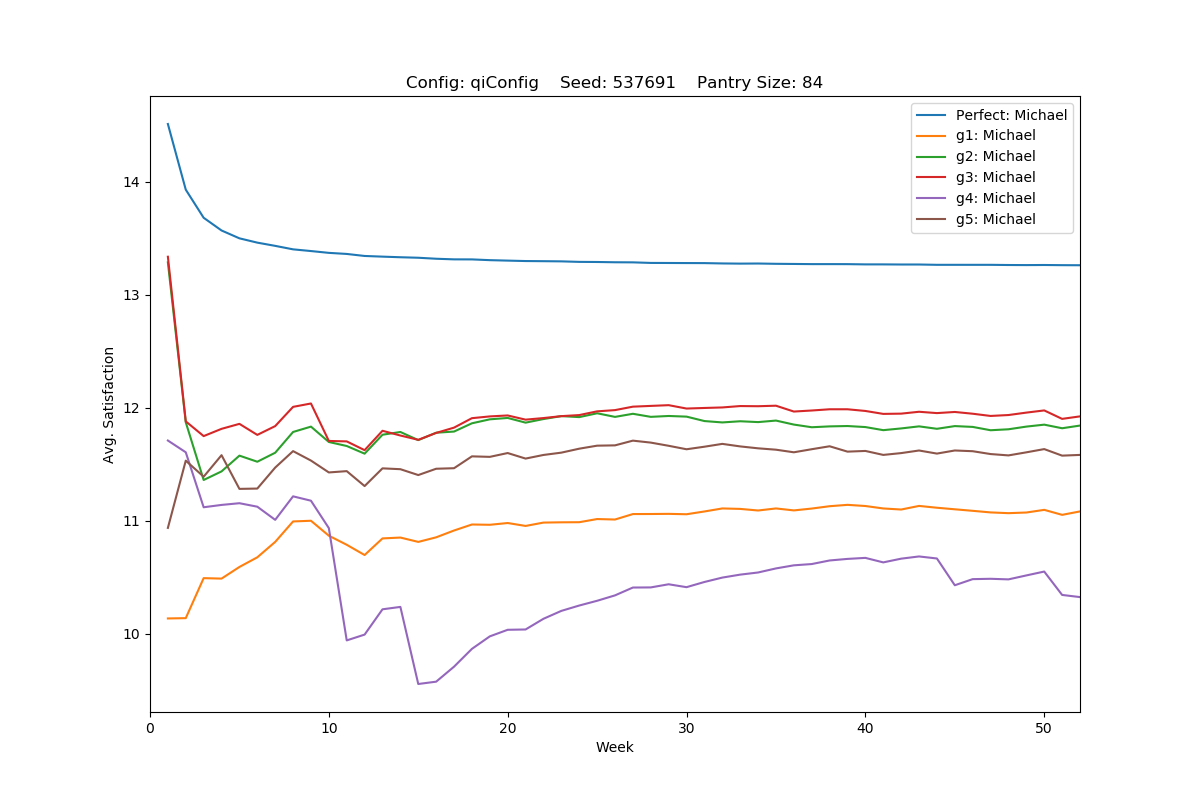 Config: qiConfig    Seed: 537691    Pantry Size: 84
Perfect: Michael
g1: Michael
g2: Michael
g3: Michael
g4: Michael
g5: Michael
Avg. Satisfaction
14
13
12
11
10
0 10 20 30 40 50
Week